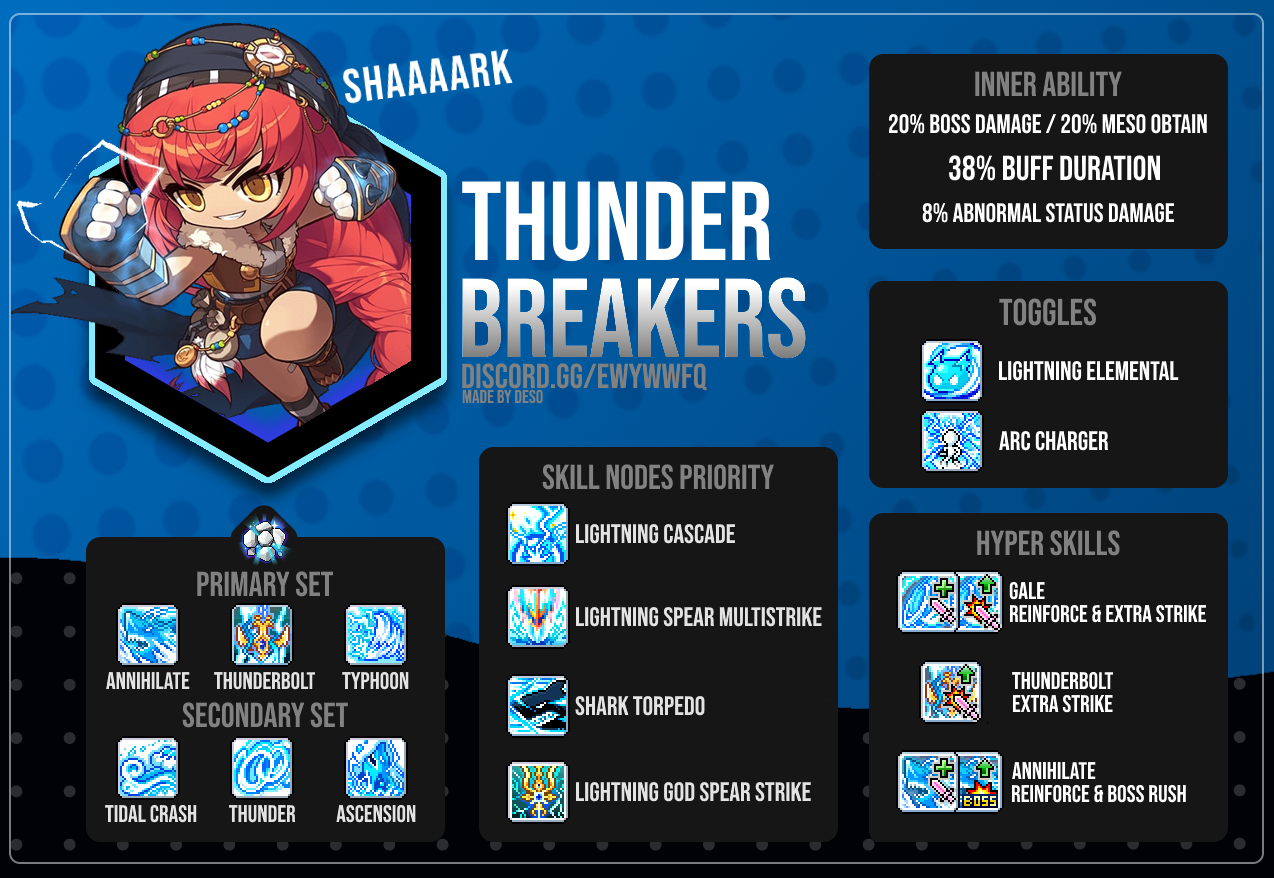 SHAAAARK
THUNDER
BREAKERS
DISCORD.GG/EWYWWFQ
MADE BY DESO
PRIMARY SET
ANNIHILATE THUNDERBOLT TYPHOON
SECONDARY SET
TIDAL CRASH THUNDER ASCENSION
SKILL NODES PRIORITY
LIGHTNING CASCADE
LIGHTNING SPEAR MULTISTRIKE
SHARK TORPEDO
LIGHTNING GOD SPEAR STRIKE
INNER ABILITY
20% BOSS DAMAGE / 20% MESO OBTAIN
38% BUFF DURATION
8% ABNORMAL STATUS DAMAGE
TOGGLES
LIGHTNING ELEMENTAL
ARC CHARGER
HYPER SKILLS
GALE
REINFORCE & EXTRA STRIKE
THUNDERBOLT
EXTRA STRIKE
ANNIHILATE
REINFORCE & BOSS RUSH
BOSS